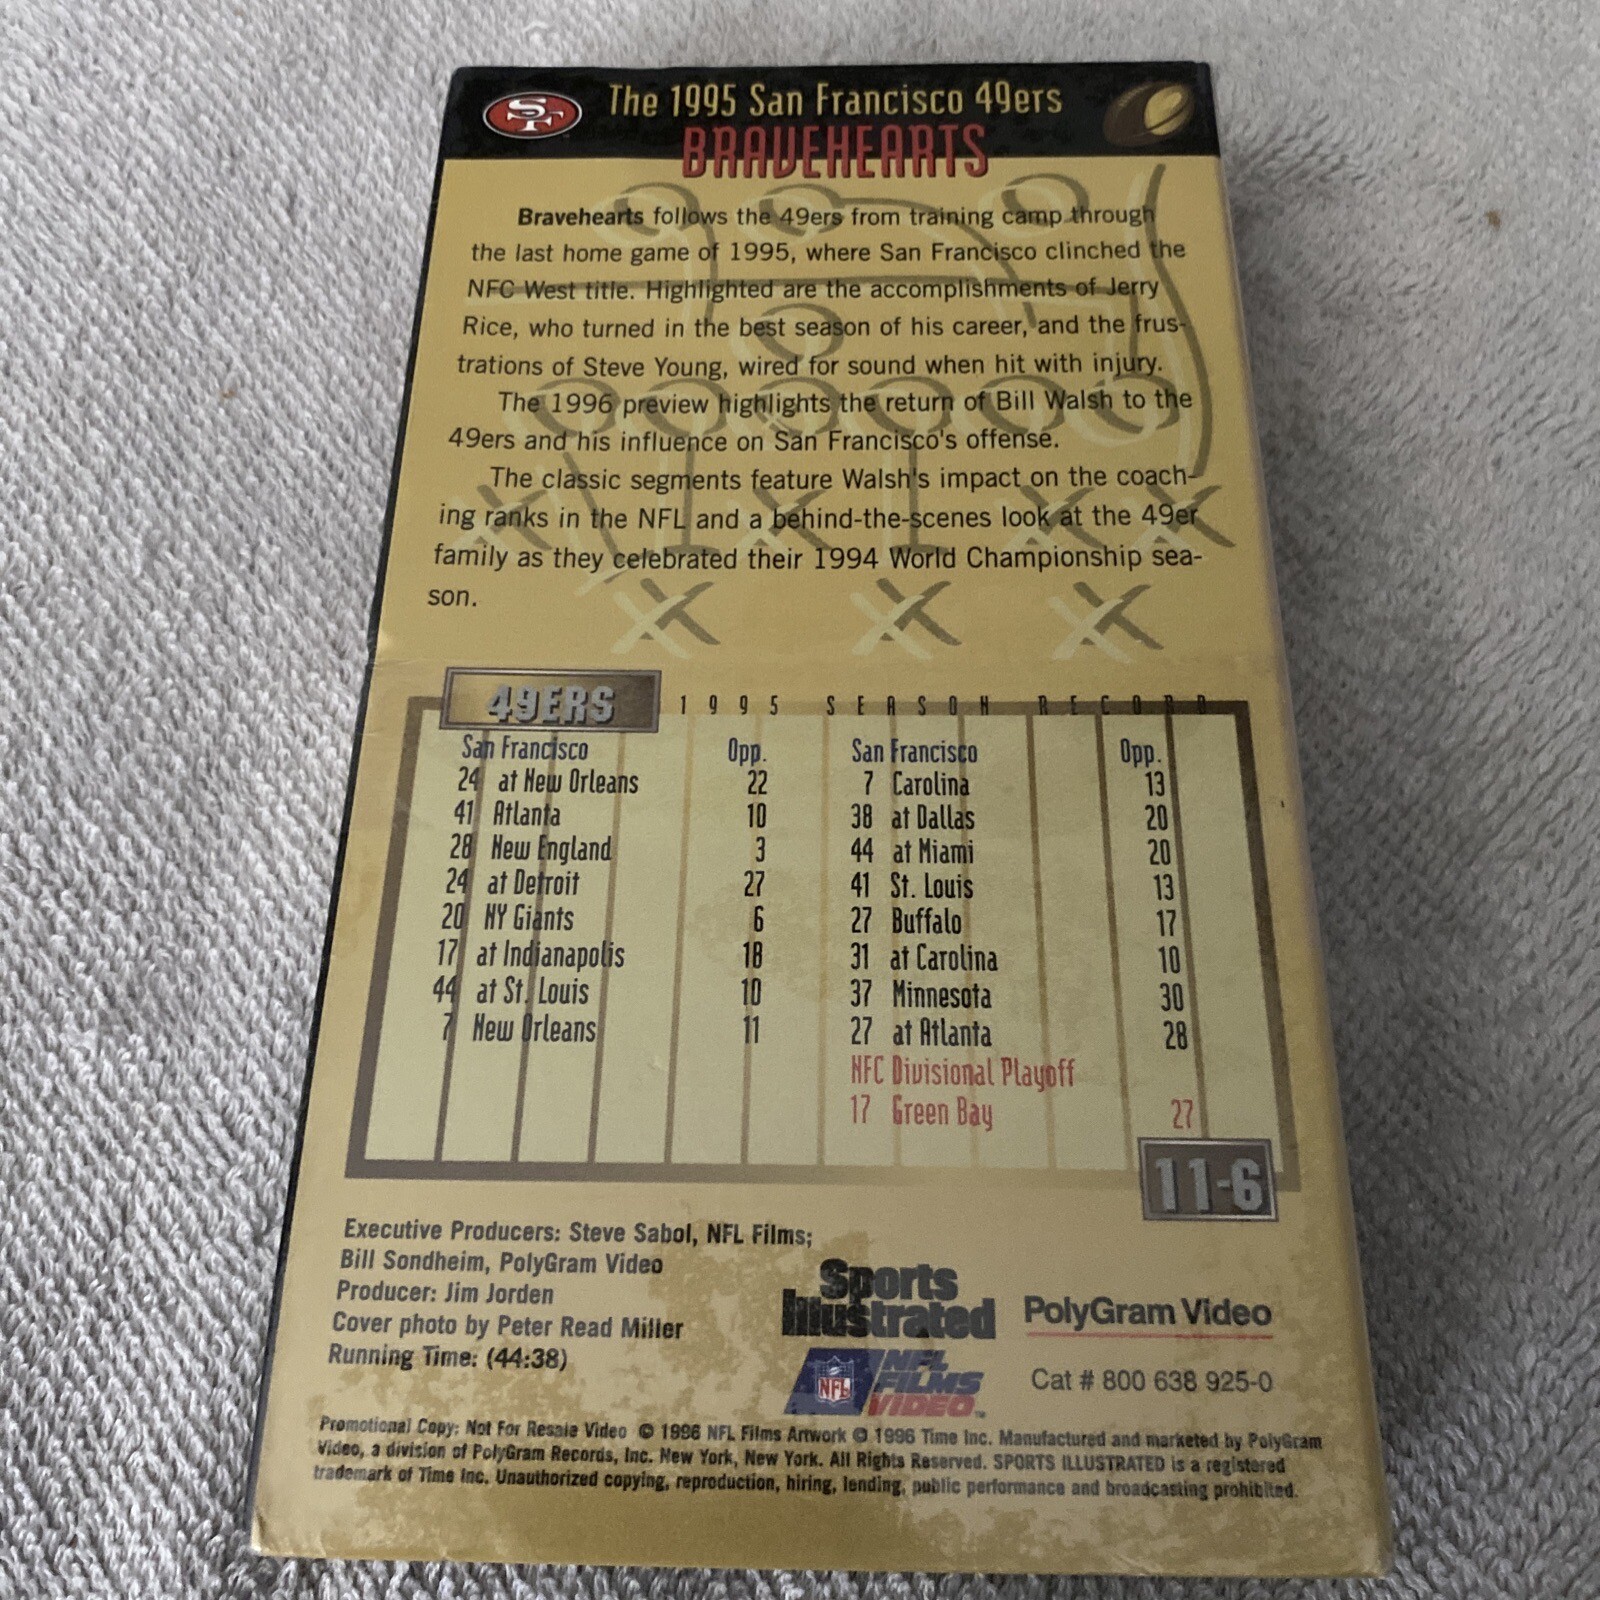 SF The 1995 San Francisco 49ers
BRAVEHEARTS
Bravehearts follows the 49ers from training camp through
the last home game of 1995, where San Francisco clinched the
NFC West title. Highlighted are the accomplishments of Jerry
Rice, who turned in the best season of his career, and the frus-
trations of Steve Young, wired for sound when hit with injury.
The 1996 preview highlights the return of Bill Walsh to the
49ers and his influence on San Francisco's offense.
The classic segments feature Walsh's impact on the coach-
ing ranks in the NFL and a behind-the-scenes look at the 49er
family as they celebrated their 1994 World Championship sea-
son.
49ERS 1995 SEASON RECORD
San Francisco Opp.
24 at New Orleans 22
41 Atlanta 10
28 New England 3
24 at Detroit 27
20 NY Giants 6
17 at Indianapolis 18
44 at St. Louis 10
7 New Orleans 11
San Francisco Opp.
7 Carolina 13
38 at Dallas 20
44 at Miami 20
41 St. Louis 13
27 Buffalo 17
31 at Carolina 10
37 Minnesota 30
27 at Atlanta 28
NFC Divisional Playoff
17 Green Bay 27
11-6
Executive Producers: Steve Sabol, NFL Films;
Bill Sondheim, PolyGram Video
Producer: Jim Jorden
Cover photo by Peter Read Miller
Running Time: (44:38)
Sports
Illustrated
NFL
NFL
FILMS
VIDEO™
PolyGram Video
Cat # 800 638 925-0
Promotional Copy: Not For Resale Video © 1996 NFL Films Artwork © 1996 Time Inc. Manufactured and marketed by PolyGram
Video, a division of PolyGram Records, Inc. New York, New York. All Rights Reserved. SPORTS ILLUSTRATED is a registered
trademark of Time Inc. Unauthorized copying, reproduction, hiring, lending, public performance and broadcasting prohibited.